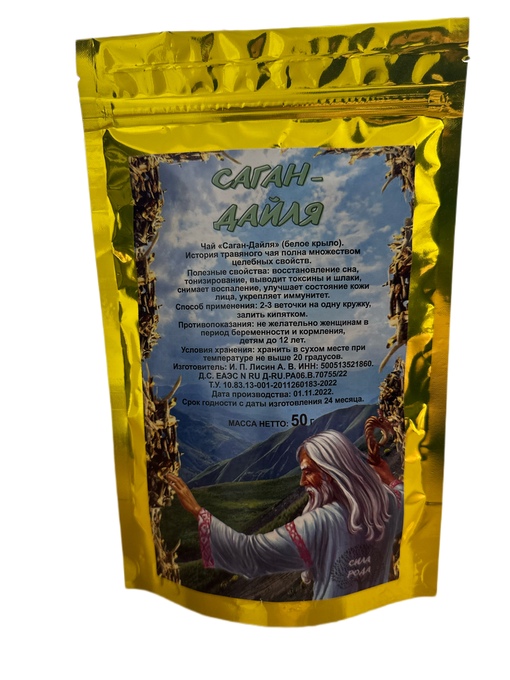 САГАН-
ДАЙЛЯ
Чай «Саган-Дайля» (белое крыло).
История травяного чая полна множеством
целебных свойств.
Полезные свойства: восстановление сна,
тонизирование, выводит токсины и шлаки,
снимает воспаление, улучшает состояние кожи
лица, укрепляет иммунитет.
Способ применения: 2-3 веточки на одну кружку,
залить кипятком.
Противопоказания: не желательно женщинам в
период беременности и кормления,
детям до 12 лет.
Условия хранения: хранить в сухом месте при
температуре не выше 20 градусов.
Изготовитель: И. П. Лисин А. В. ИНН: 500513521860.
Д.С. ЕАЭС N RU Д-RU.РА06.В.70755/22
Т.У. 10.83.13-001-2011260183-2022
Дата производства: 01.11.2022.
Срок годности с даты изготовления 24 месяца.
МАССА НЕТТО: 50 г
СИЛА
РОДА